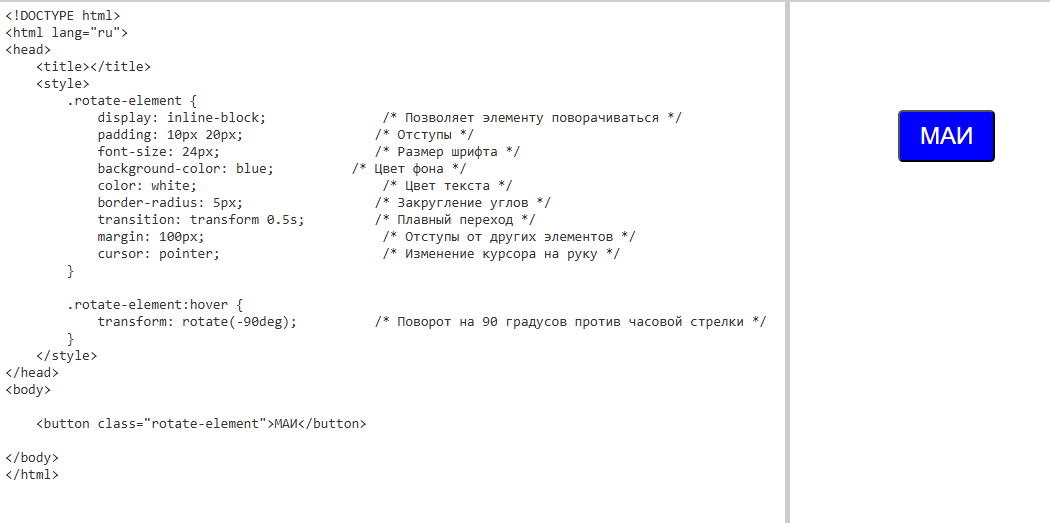 <!DOCTYPE html>
<html lang="ru">
<head>
    <title></title>
    <style>
        .rotate-element {
            display: inline-block;               /* Позволяет элементу поворачиваться */
            padding: 10px 20px;                 /* Отступы */
            font-size: 24px;                    /* Размер шрифта */
            background-color: blue;          /* Цвет фона */
            color: white;                        /* Цвет текста */
            border-radius: 5px;                 /* Закругление углов */
            transition: transform 0.5s;         /* Плавный переход */
            margin: 100px;                       /* Отступы от других элементов */
            cursor: pointer;                     /* Изменение курсора на руку */
        }

        .rotate-element:hover {
            transform: rotate(-90deg);          /* Поворот на 90 градусов против часовой стрелки */
        }
    </style>
</head>
<body>

    <button class="rotate-element">МАИ</button>

</body>
</html>
МАИ